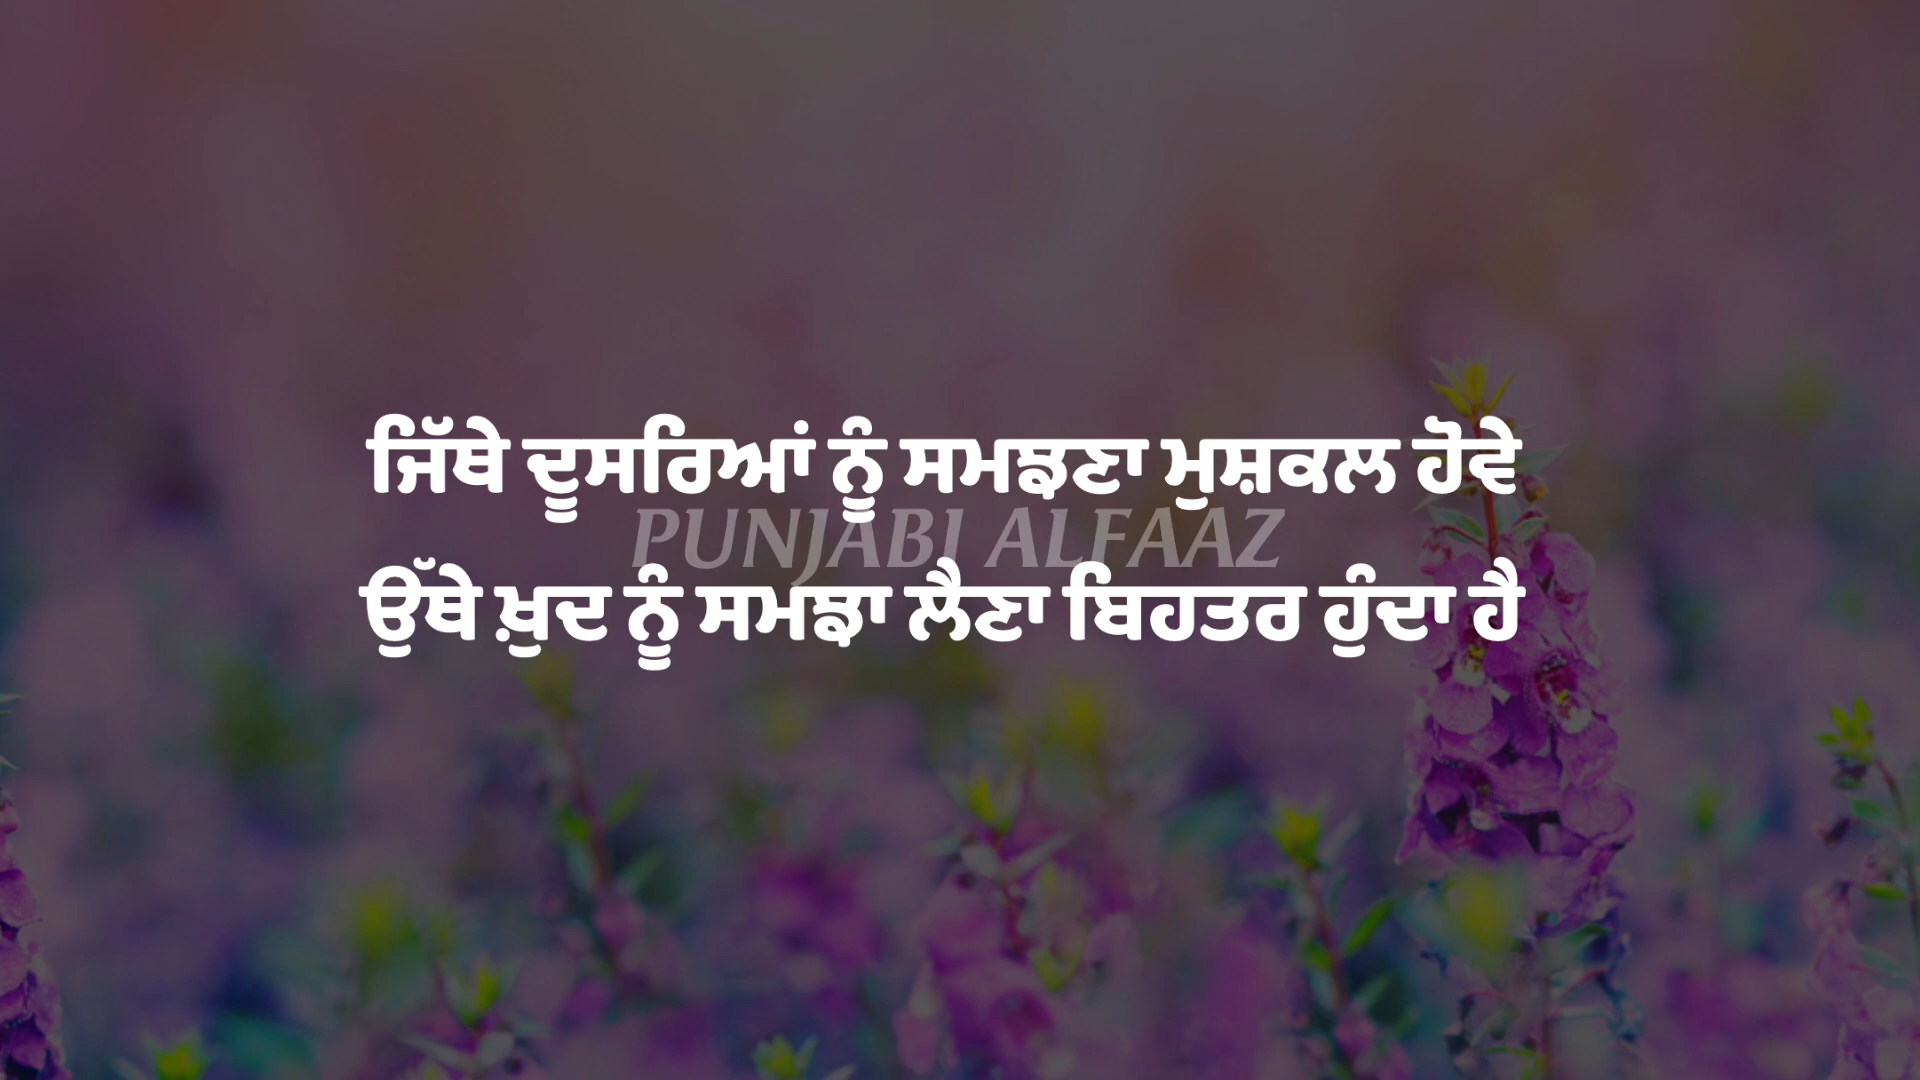 ਜਿੱਥੇ ਦੂਸਰਿਆਂ ਨੂੰ ਸਮਝਣਾ ਮੁਸ਼ਕਲ ਹੋਵੇ
PUNJABI ALFAAZ
ਉੱਥੇ ਖ਼ੁਦ ਨੂੰ ਸਮਝਾ ਲੈਣਾ ਬਿਹਤਰ ਹੁੰਦਾ ਹੈ